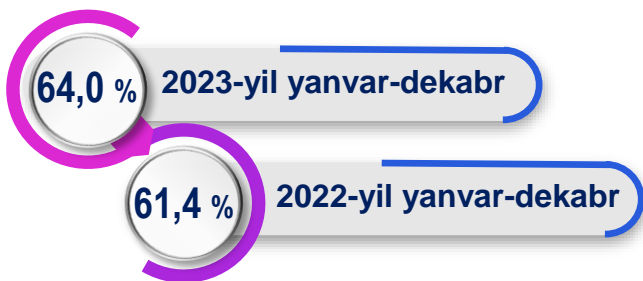 64,0 % 2023-yil yanvar-dekabr
61,4 % 2022-yil yanvar-dekabr